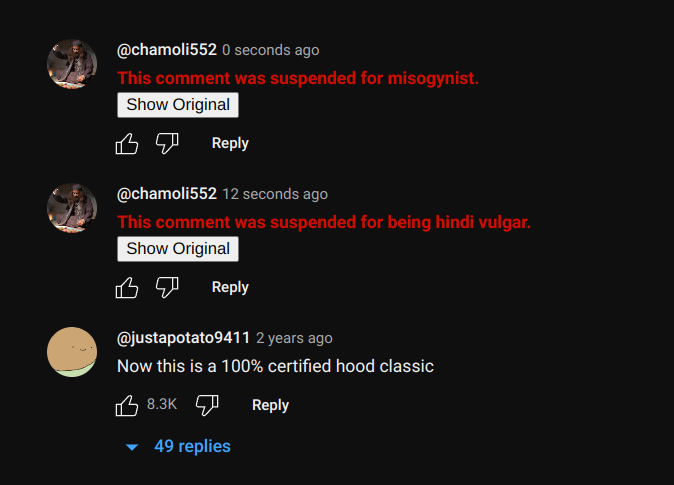 @chamoli552 0 seconds ago
This comment was suspended for misogynist.
Show Original
Reply
@chamoli552 12 seconds ago
This comment was suspended for being hindi vulgar.
Show Original
Reply
@justapotato9411 2 years ago
Now this is a 100% certified hood classic
8.3K Reply
49 replies